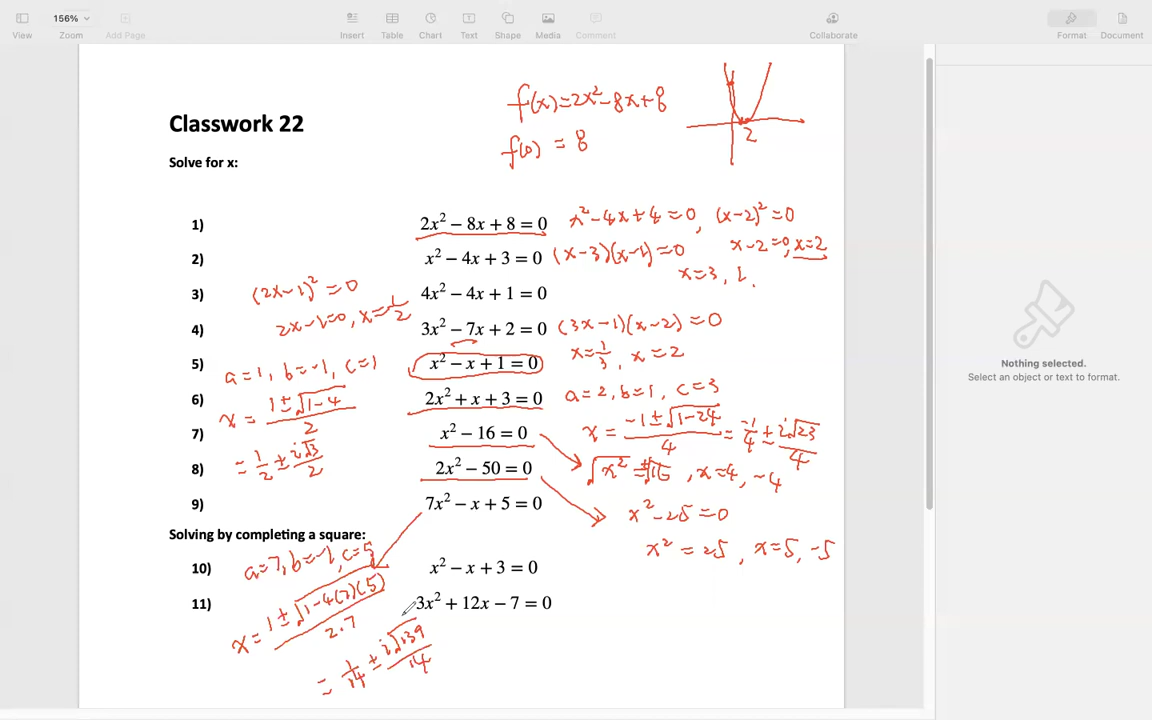 156%
View Zoom Add Page Insert Table Chart Text Shape Media Comment Collaborate Format Document
f(x)=2x²-8x+8
f(0) = 8
2
Classwork 22
Solve for x:
1) 2x² − 8x + 8 = 0 x²-4x+4=0, (x-2)²=0
x-2=0, x=2
2) x² − 4x + 3 = 0 (x-3)(x-1)=0
x=3, 1.
3) 4x² − 4x + 1 = 0 (2x-1)²=0
2x-1=0, x=1/2
4) 3x² − 7x + 2 = 0 (3x-1)(x-2)=0
x=1/3, x=2
5) x² − x + 1 = 0 a=1, b=-1, c=1
x = (1±√(1-4))/2
= 1/2 ± i√3/2
6) 2x² + x + 3 = 0 a=2, b=1, c=3
x = (-1±√(1-24))/4 = -1/4 ± i√23/4
7) x² − 16 = 0 √x² = ±√16, x=4, -4
8) 2x² − 50 = 0 x²-25=0
x² = 25, x=5, -5
9) 7x² − x + 5 = 0
Solving by completing a square:
a=7, b=-1, c=5
x = (1±√(1-4(7)(5)))/2·7
= 1/14 ± i√139/14
10) x² − x + 3 = 0
11) 3x² + 12x − 7 = 0
Nothing selected.
Select an object or text to format.